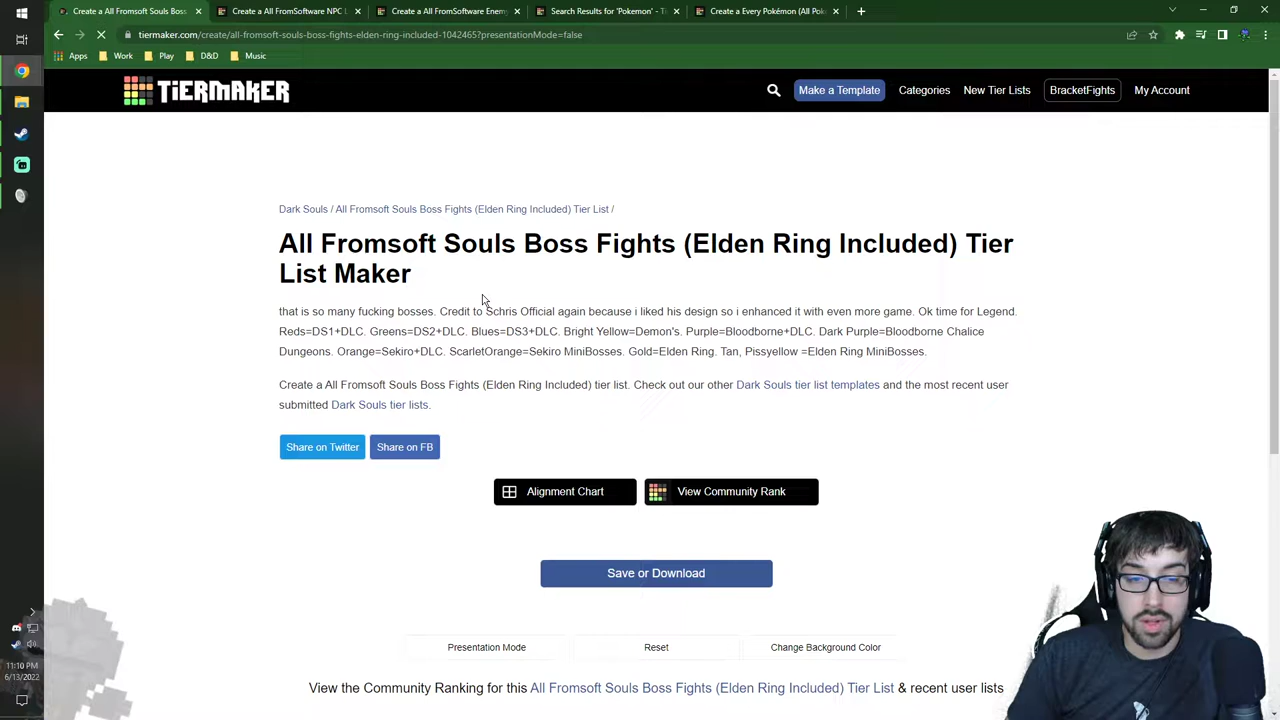 Create a All Fromsoft Souls Boss
Create a All FromSoftware NPC L
Create a All FromSoftware Enemy
Search Results for 'Pokemon' - Ti
Create a Every Pokémon (All Pok
tiermaker.com/create/all-fromsoft-souls-boss-fights-elden-ring-included-1042465?presentationMode=false
Apps
Work
Play
D&D
Music
TiERMAKER
Make a Template
Categories
New Tier Lists
BracketFights
My Account
Dark Souls / All Fromsoft Souls Boss Fights (Elden Ring Included) Tier List /
All Fromsoft Souls Boss Fights (Elden Ring Included) Tier
List Maker
that is so many fucking bosses. Credit to Schris Official again because i liked his design so i enhanced it with even more game. Ok time for Legend.
Reds=DS1+DLC. Greens=DS2+DLC. Blues=DS3+DLC. Bright Yellow=Demon's. Purple=Bloodborne+DLC. Dark Purple=Bloodborne Chalice
Dungeons. Orange=Sekiro+DLC. ScarletOrange=Sekiro MiniBosses. Gold=Elden Ring. Tan, Pissyellow =Elden Ring MiniBosses.
Create a All Fromsoft Souls Boss Fights (Elden Ring Included) tier list. Check out our other Dark Souls tier list templates and the most recent user
submitted Dark Souls tier lists.
Share on Twitter
Share on FB
Alignment Chart
View Community Rank
Save or Download
Presentation Mode
Reset
Change Background Color
View the Community Ranking for this All Fromsoft Souls Boss Fights (Elden Ring Included) Tier List & recent user lists
11:10 PM
6/13/2022